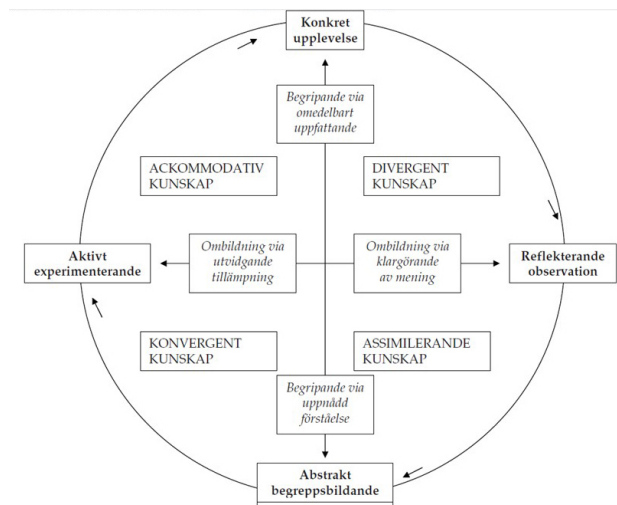 Konkret
upplevelse
Begripande via
omedelbart
uppfattande
ACKOMMODATIV
KUNSKAP
DIVERGENT
KUNSKAP
Aktivt
experimenterande
Ombildning via
utvidgande
tillämpning
Ombildning via
klargörande
av mening
Reflekterande
observation
KONVERGENT
KUNSKAP
ASSIMILERANDE
KUNSKAP
Begripande via
uppnådd
förståelse
Abstrakt
begreppsbildande